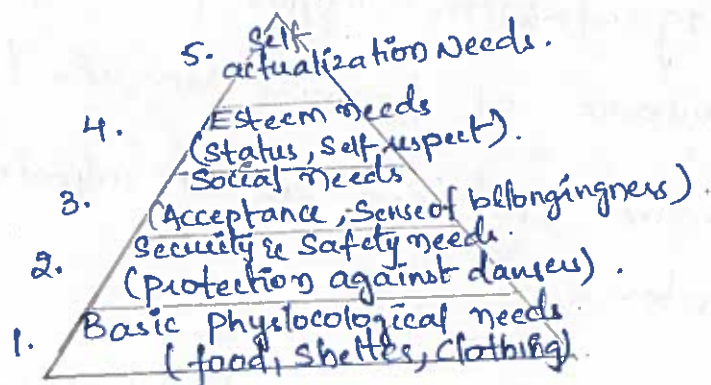 5. Self
actualization Needs.
4. Esteem needs
(Status, Self respect).
3. Social needs
(Acceptance, Sense of belongingness)
2. Security & Safety needs.
(protection against dangers).
1. Basic physiocological needs
(food, Shelter, Clothing)